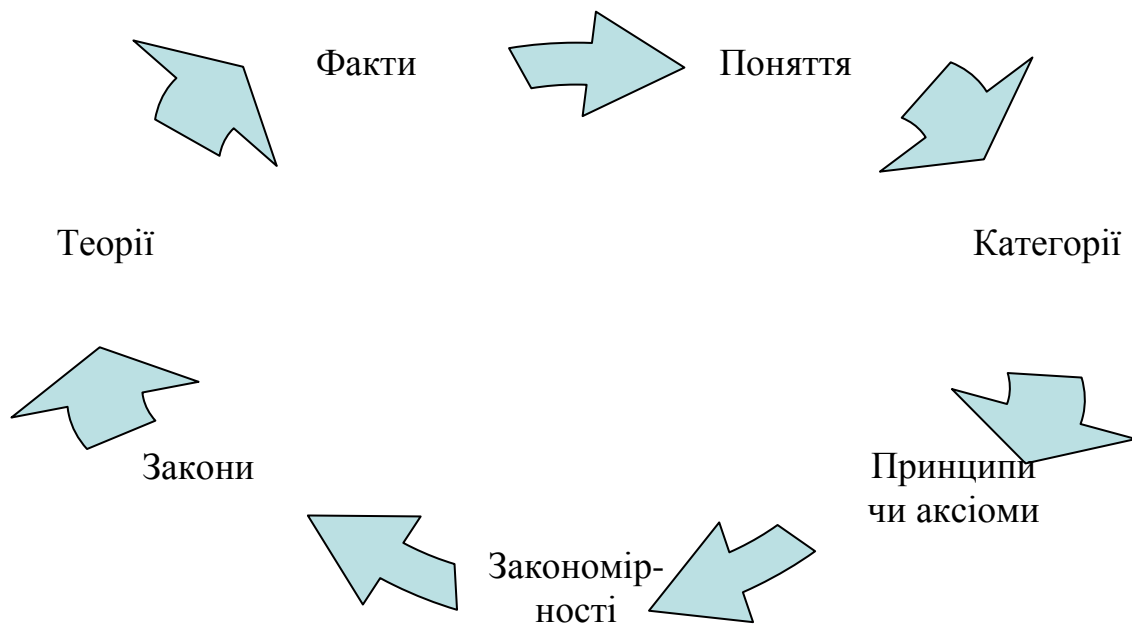 Факти
Поняття
Категорії
Принципи
чи аксіоми
Закономір-
ності
Закони
Теорії